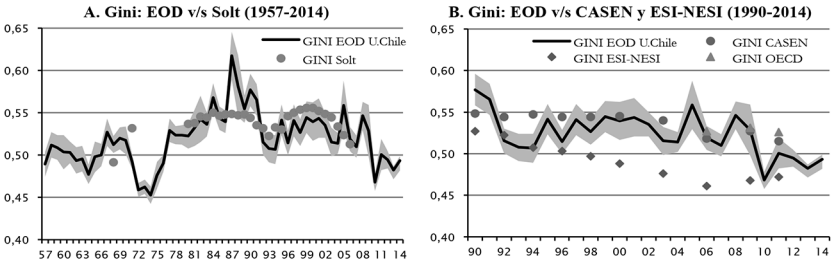 A. Gini: EOD v/s Solt (1957-2014)
0,65
0,60
0,55
0,50
0,45
0,40
GINI EOD U.Chile
GINI Solt
57 60 63 66 69 72 75 78 81 84 87 90 93 96 99 02 05 08 11 14
B. Gini: EOD v/s CASEN y ESI-NESI (1990-2014)
0,65
0,60
0,55
0,50
0,45
0,40
GINI EOD U.Chile GINI CASEN
GINI ESI-NESI GINI OECD
90 92 94 96 98 00 02 04 06 08 10 12 14